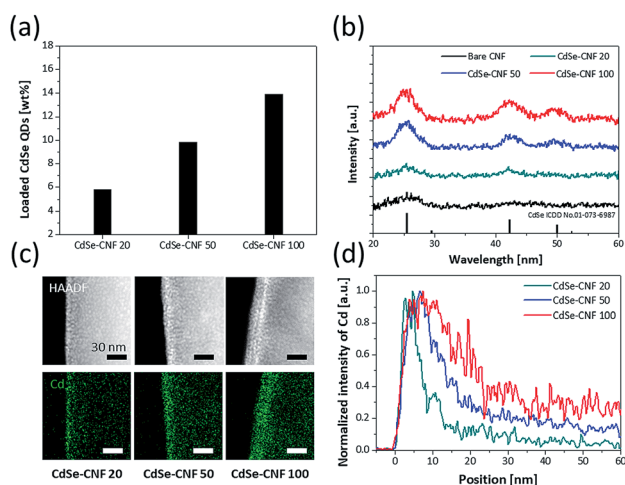 (a)
Loaded CdSe QDs [wt%]
18
16
14
12
10
8
6
4
2
CdSe-CNF 20 CdSe-CNF 50 CdSe-CNF 100
(b)
Bare CNF CdSe-CNF 20
CdSe-CNF 50 CdSe-CNF 100
Intensity [a.u.]
CdSe ICDD No.01-073-6987
20 30 40 50 60
Wavelength [nm]
(c)
HAADF
30 nm
Cd
CdSe-CNF 20 CdSe-CNF 50 CdSe-CNF 100
(d)
Normalized intensity of Cd [a.u.]
1.0
0.8
0.6
0.4
0.2
0.0
CdSe-CNF 20
CdSe-CNF 50
CdSe-CNF 100
0 10 20 30 40 50 60
Position [nm]